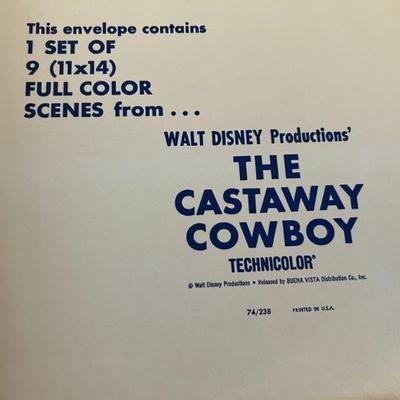 This envelope contains
1 SET OF
9 (11x14)
FULL COLOR
SCENES from . . .
WALT DISNEY Productions'
THE
CASTAWAY
COWBOY
TECHNICOLOR®
© Walt Disney Productions • Released by BUENA VISTA Distribution Co., Inc.
74/238 PRINTED IN U.S.A.